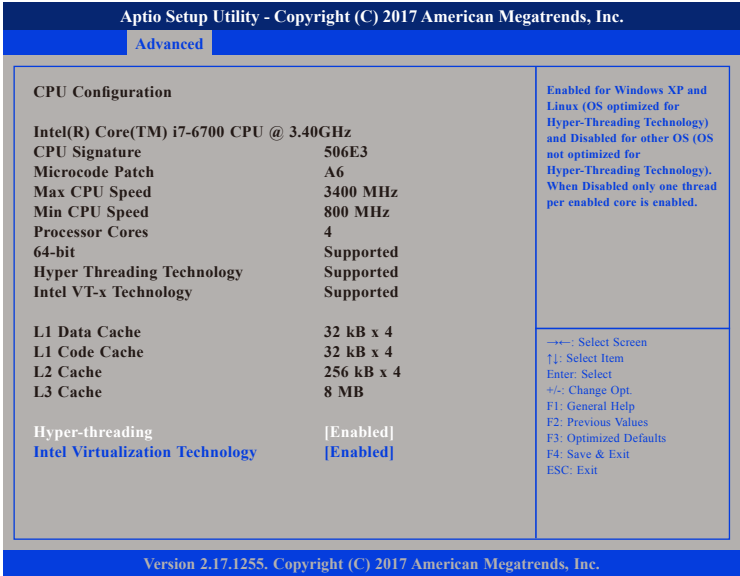 Aptio Setup Utility - Copyright (C) 2017 American Megatrends, Inc.
Advanced
CPU Configuration
Intel(R) Core(TM) i7-6700 CPU @ 3.40GHz
CPU Signature 506E3
Microcode Patch A6
Max CPU Speed 3400 MHz
Min CPU Speed 800 MHz
Processor Cores 4
64-bit Supported
Hyper Threading Technology Supported
Intel VT-x Technology Supported
L1 Data Cache 32 kB x 4
L1 Code Cache 32 kB x 4
L2 Cache 256 kB x 4
L3 Cache 8 MB
Hyper-threading [Enabled]
Intel Virtualization Technology [Enabled]
Enabled for Windows XP and
Linux (OS optimized for
Hyper-Threading Technology)
and Disabled for other OS (OS
not optimized for
Hyper-Threading Technology).
When Disabled only one thread
per enabled core is enabled.
→←: Select Screen
↑↓: Select Item
Enter: Select
+/-: Change Opt.
F1: General Help
F2: Previous Values
F3: Optimized Defaults
F4: Save & Exit
ESC: Exit
Version 2.17.1255. Copyright (C) 2017 American Megatrends, Inc.